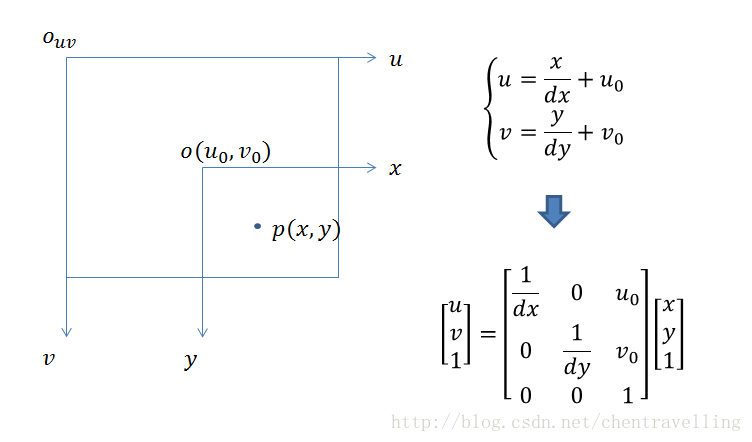 o_{uv}
u
o(u_0, v_0)
x
p(x, y)
v
y
\begin{cases} u = \frac{x}{dx} + u_0 \\ v = \frac{y}{dy} + v_0 \end{cases}
\begin{bmatrix} u \\ v \\ 1 \end{bmatrix} = \begin{bmatrix} \frac{1}{dx} & 0 & u_0 \\ 0 & \frac{1}{dy} & v_0 \\ 0 & 0 & 1 \end{bmatrix} \begin{bmatrix} x \\ y \\ 1 \end{bmatrix}
http://blog.csdn.net/chentravelling